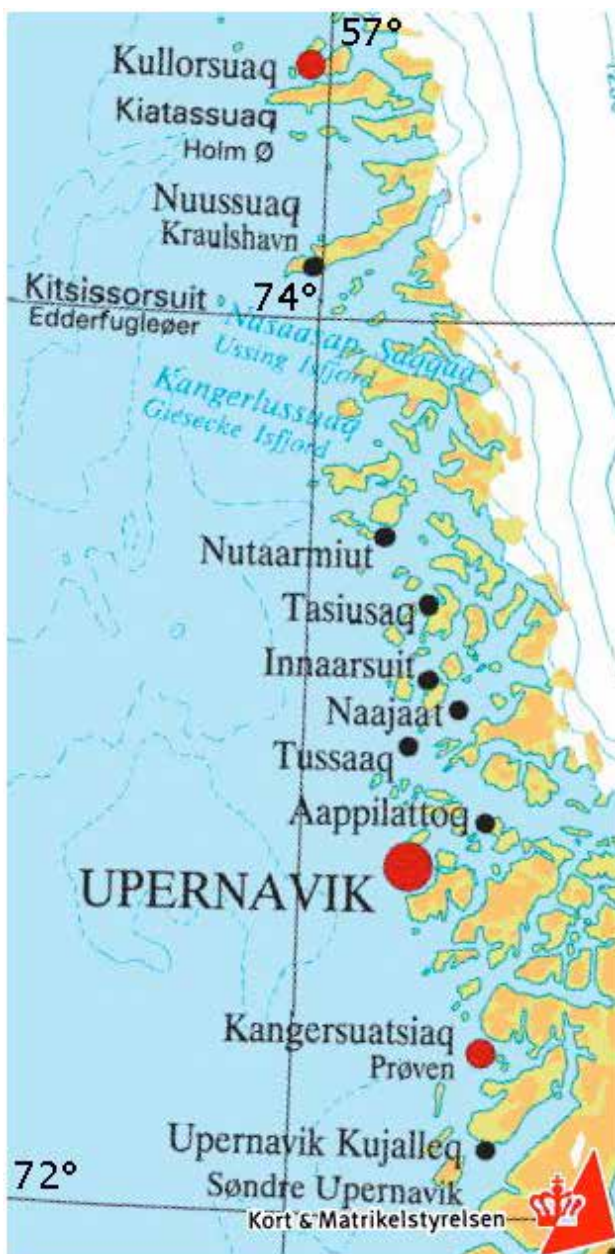 57°
Kullorsuaq
Kiatassuaq
Holm Ø
Nuussuaq
Kraulshavn
Kitsissorsuit
74°
Edderfugleøer
Nasaasap Saqqaa
Ussing Isfjord
Kangerlussuaq
Giesecke Isfjord
Nutaarmiut
Tasiusaq
Innaarsuit
Naajaat
Tussaaq
Aappilattoq
UPERNAVIK
Kangersuatsiaq
Prøven
Upernavik Kujalleq
72°
Søndre Upernavik
Kort & Matrikelstyrelsen